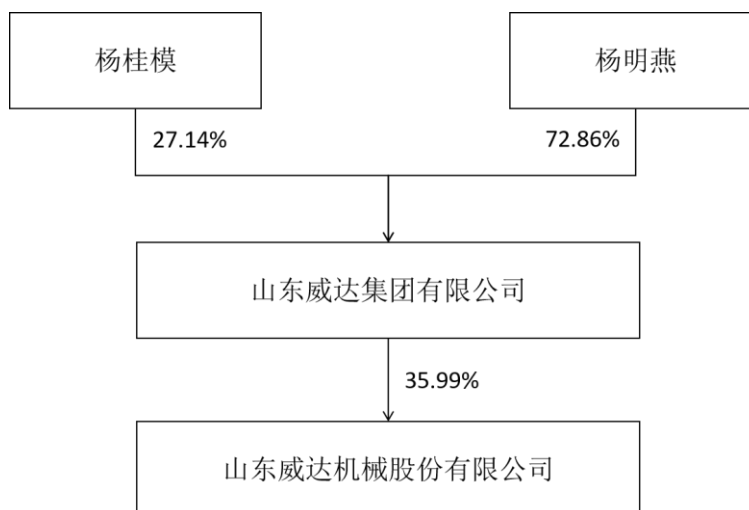 杨桂模
杨明燕
27.14%
72.86%
山东威达集团有限公司
35.99%
山东威达机械股份有限公司